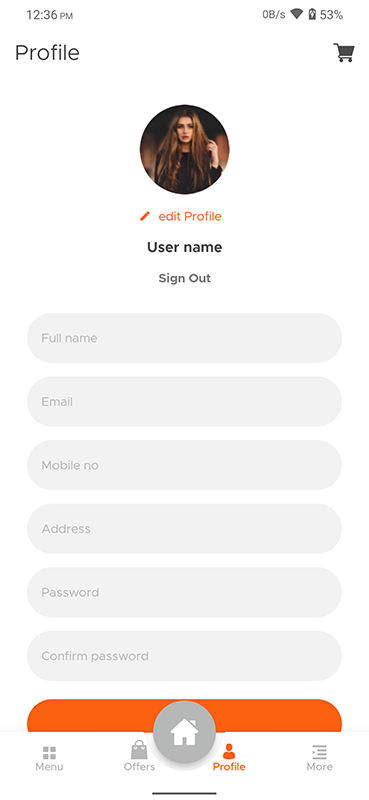 12:36 PM 0B/s 53%
Profile
edit Profile
User name
Sign Out
Full name
Email
Mobile no
Address
Password
Confirm password
Menu Offers Profile More